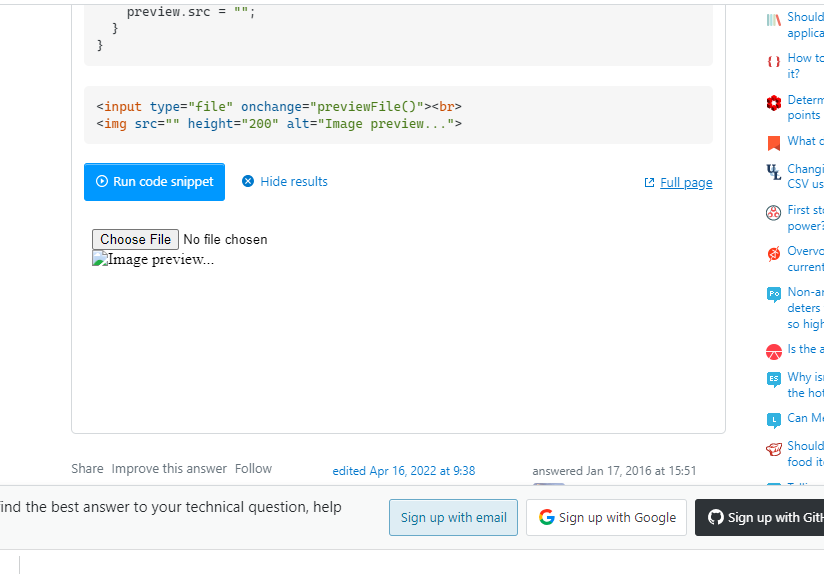 preview.src = "";
}
}
<input type="file" onchange="previewFile()"><br>
<img src="" height="200" alt="Image preview...">
Run code snippet
Hide results
Full page
Choose File No file chosen
Image preview...
Share Improve this answer Follow
edited Apr 16, 2022 at 9:38
answered Jan 17, 2016 at 15:51
Should
applica
How to
it?
Determ
points
What c
Changi
CSV us
First st
power?
Overvo
current
Non-ar
deters
so high
Is the a
Why isn
the hot
Can Me
Should
food it
find the best answer to your technical question, help
Sign up with email
Sign up with Google
Sign up with GitH